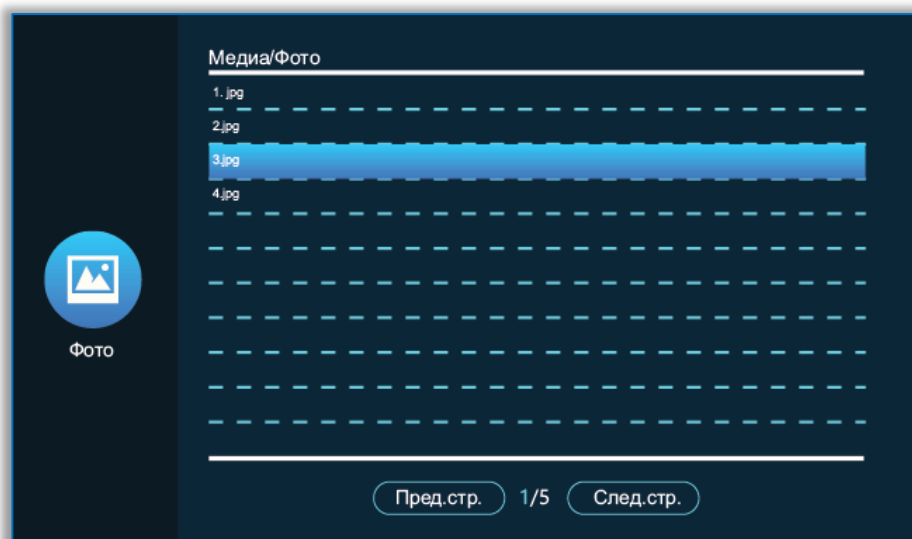 Медиа/Фото
1. jpg
2.jpg
3.jpg
4.jpg
Фото
Пред.стр. 1/5 След.стр.